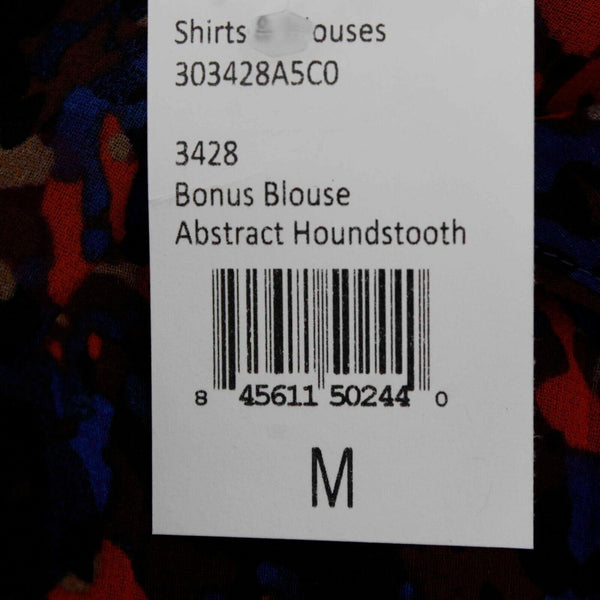 Shirts
303428A5C0
3428
Bonus Blouse
Abstract Houndstooth
8 45611 50244 0
M